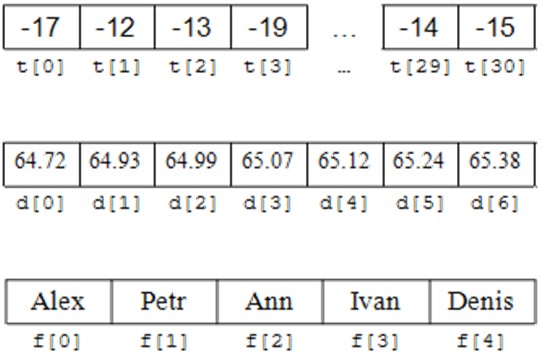 -17 -12 -13 -19 ... -14 -15
t[0] t[1] t[2] t[3] ... t[29] t[30]
64.72 64.93 64.99 65.07 65.12 65.24 65.38
d[0] d[1] d[2] d[3] d[4] d[5] d[6]
Alex Petr Ann Ivan Denis
f[0] f[1] f[2] f[3] f[4]